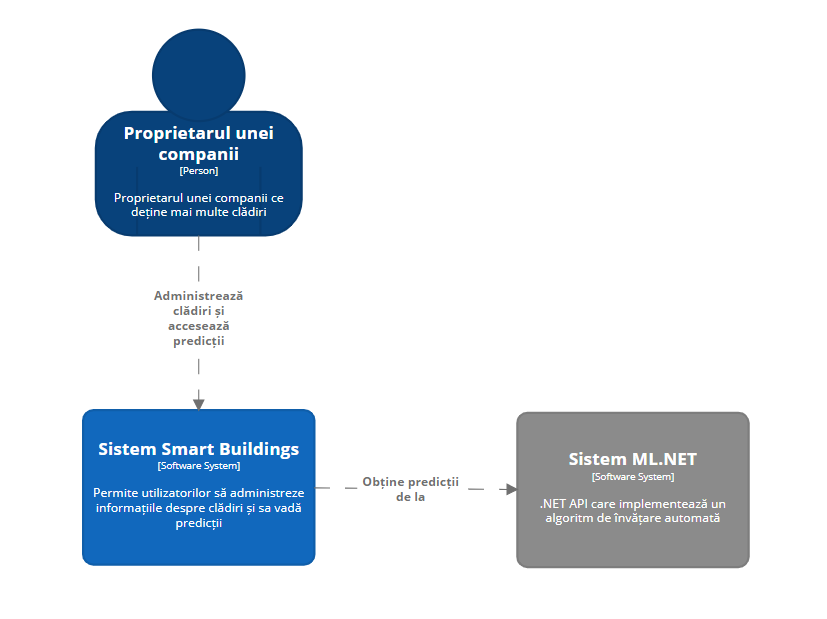 Proprietarul unei
companii
[Person]
Proprietarul unei companii ce
deține mai multe clădiri
Administrează
clădiri și
accesează
predicții
Sistem Smart Buildings
[Software System]
Permite utilizatorilor să administreze
informațiile despre clădiri și sa vadă
predicții
Obține predicții
de la
Sistem ML.NET
[Software System]
.NET API care implementează un
algoritm de învățare automată